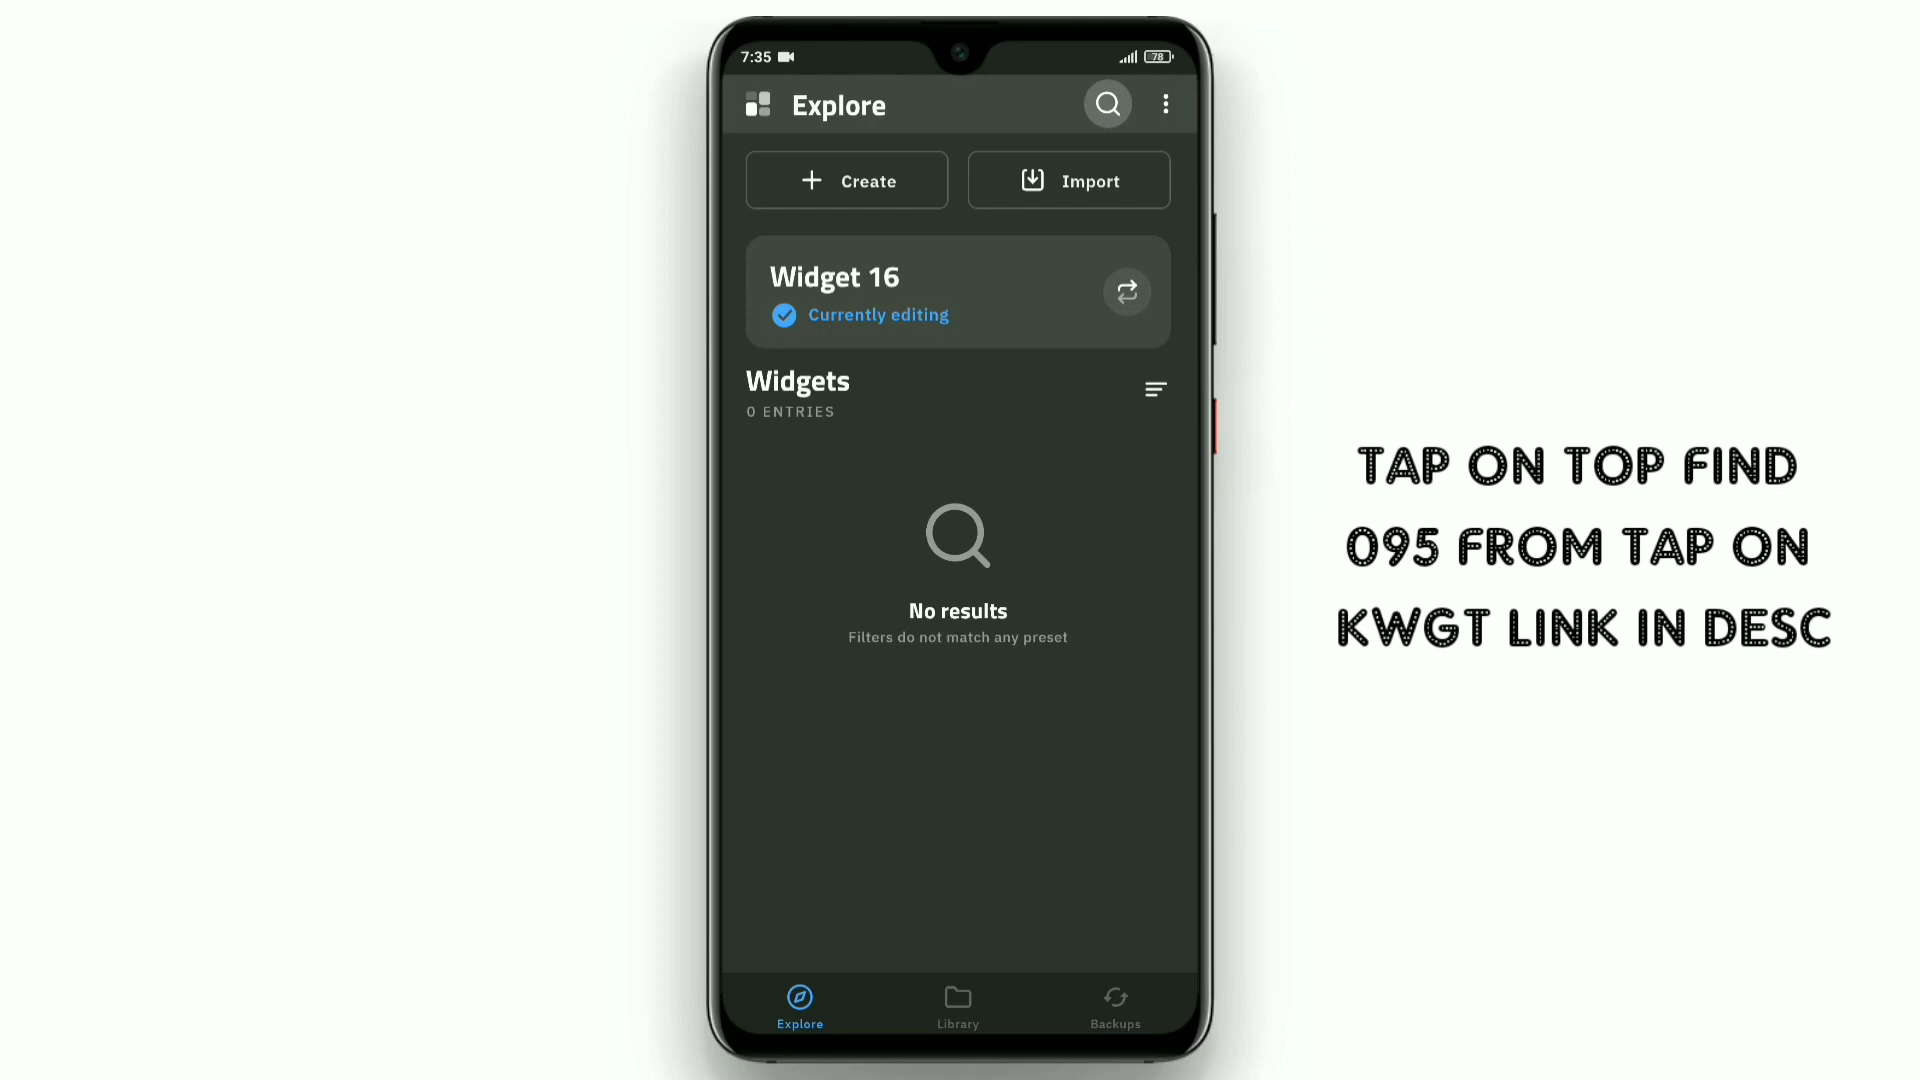 7:35
78
Explore
Create
Import
Widget 16
Currently editing
Widgets
0 ENTRIES
No results
Filters do not match any preset
Explore
Library
Backups
TAP ON TOP FIND
095 FROM TAP ON
KWGT LINK IN DESC